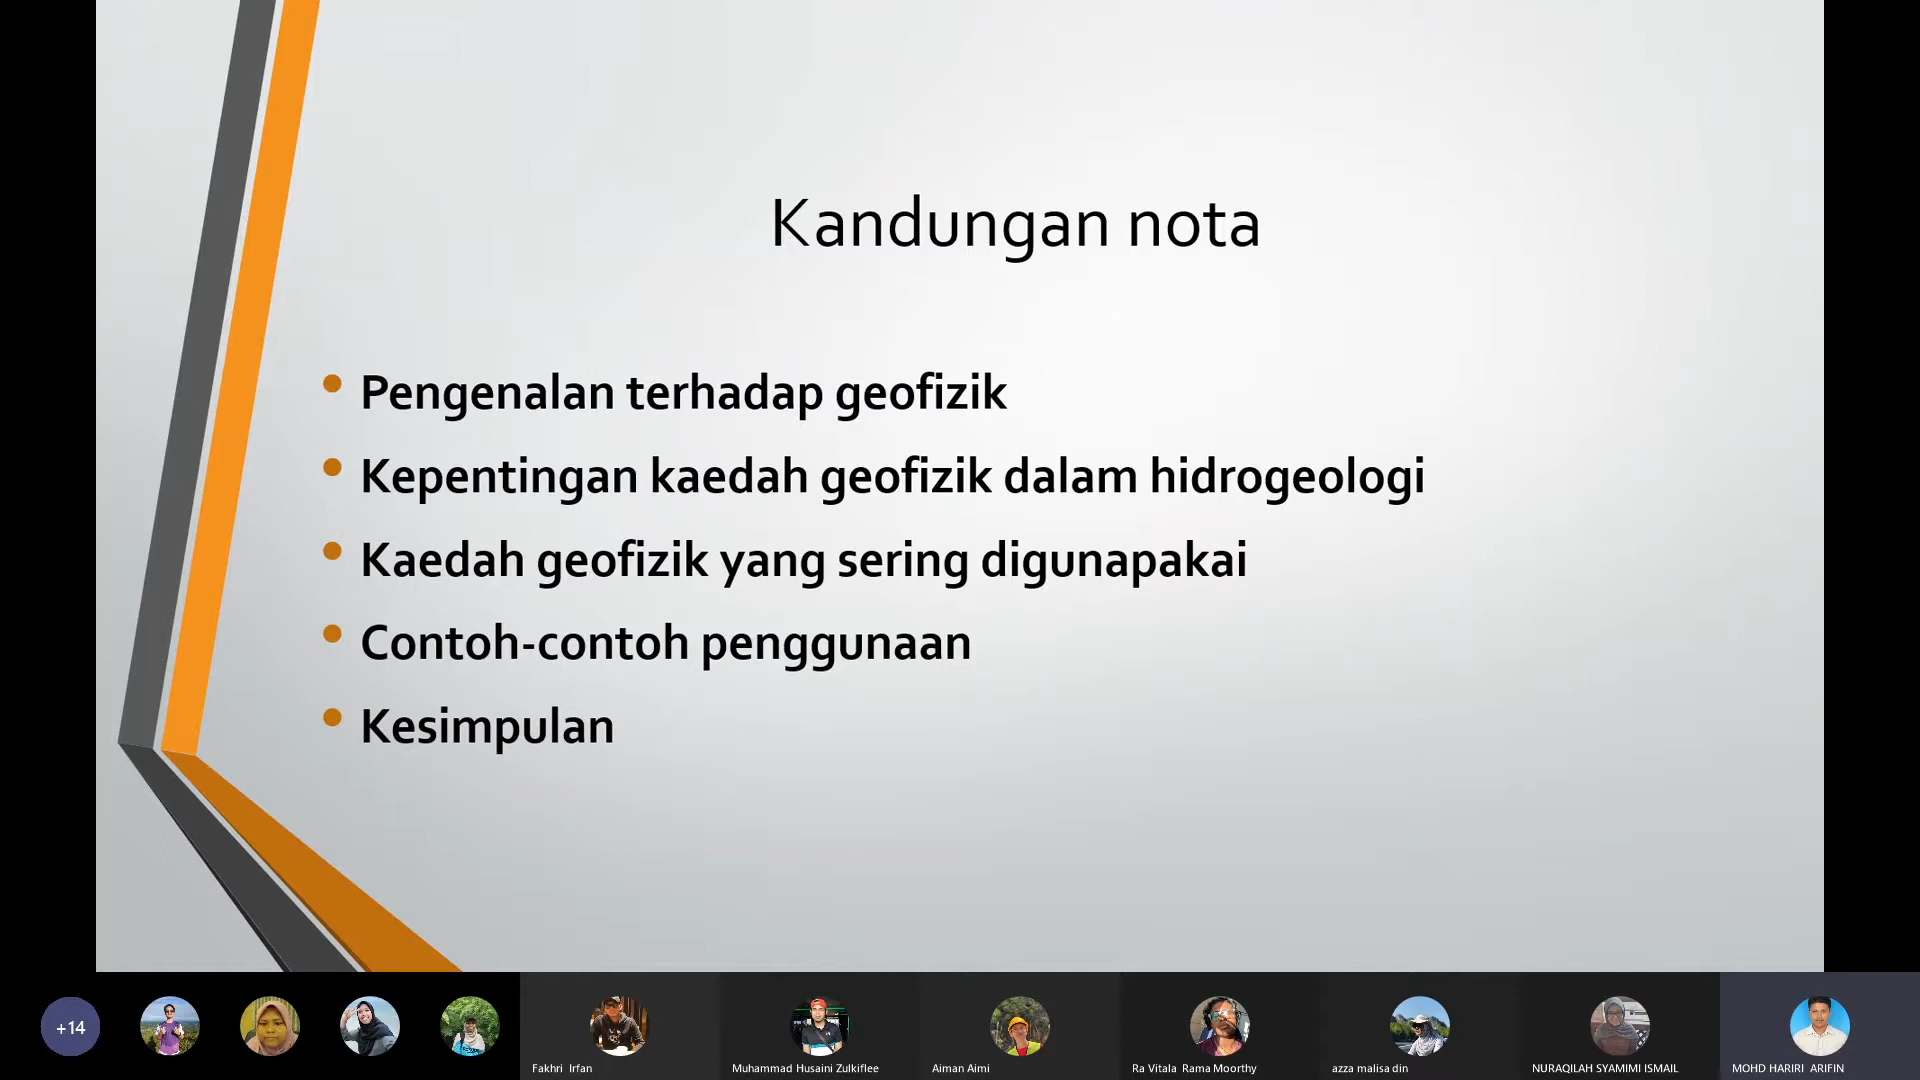 Kandungan nota
• Pengenalan terhadap geofizik
• Kepentingan kaedah geofizik dalam hidrogeologi
• Kaedah geofizik yang sering digunapakai
• Contoh-contoh penggunaan
• Kesimpulan
+14
Fakhri Irfan
Muhammad Husaini Zulkiflee
Aiman Aimi
Ra Vitala Rama Moorthy
azza malisa din
NURAQILAH SYAMIMI ISMAIL
MOHD HARIRI ARIFIN